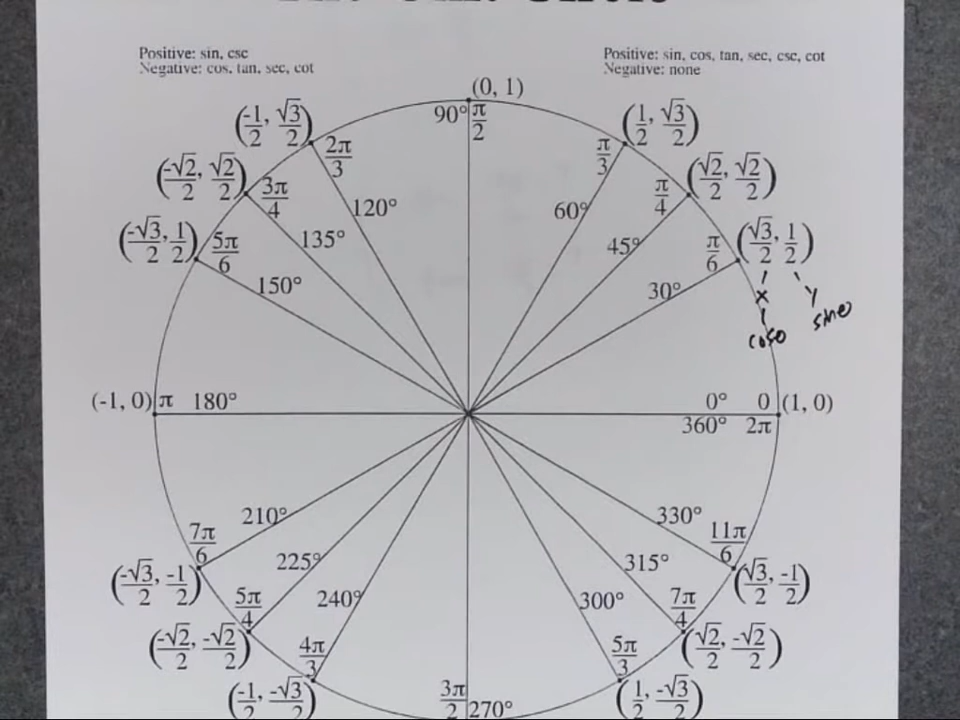 Positive: sin, csc
Negative: cos, tan, sec, cot
Positive: sin, cos, tan, sec, csc, cot
Negative: none
(0, 1)
90° π/2
(-1/2, √3/2) 2π/3 120°
(-√2/2, √2/2) 3π/4 135°
(-√3/2, 1/2) 5π/6 150°
(1/2, √3/2) π/3 60°
(√2/2, √2/2) π/4 45°
(√3/2, 1/2) π/6 30°
x y
cosθ sinθ
(-1, 0) π 180°
0° 0 (1, 0)
360° 2π
210° 7π/6 (-√3/2, -1/2)
225° 5π/4 (-√2/2, -√2/2)
240° 4π/3 (-1/2, -√3/2)
3π/2 270°
330° 11π/6 (√3/2, -1/2)
315° 7π/4 (√2/2, -√2/2)
300° 5π/3 (1/2, -√3/2)